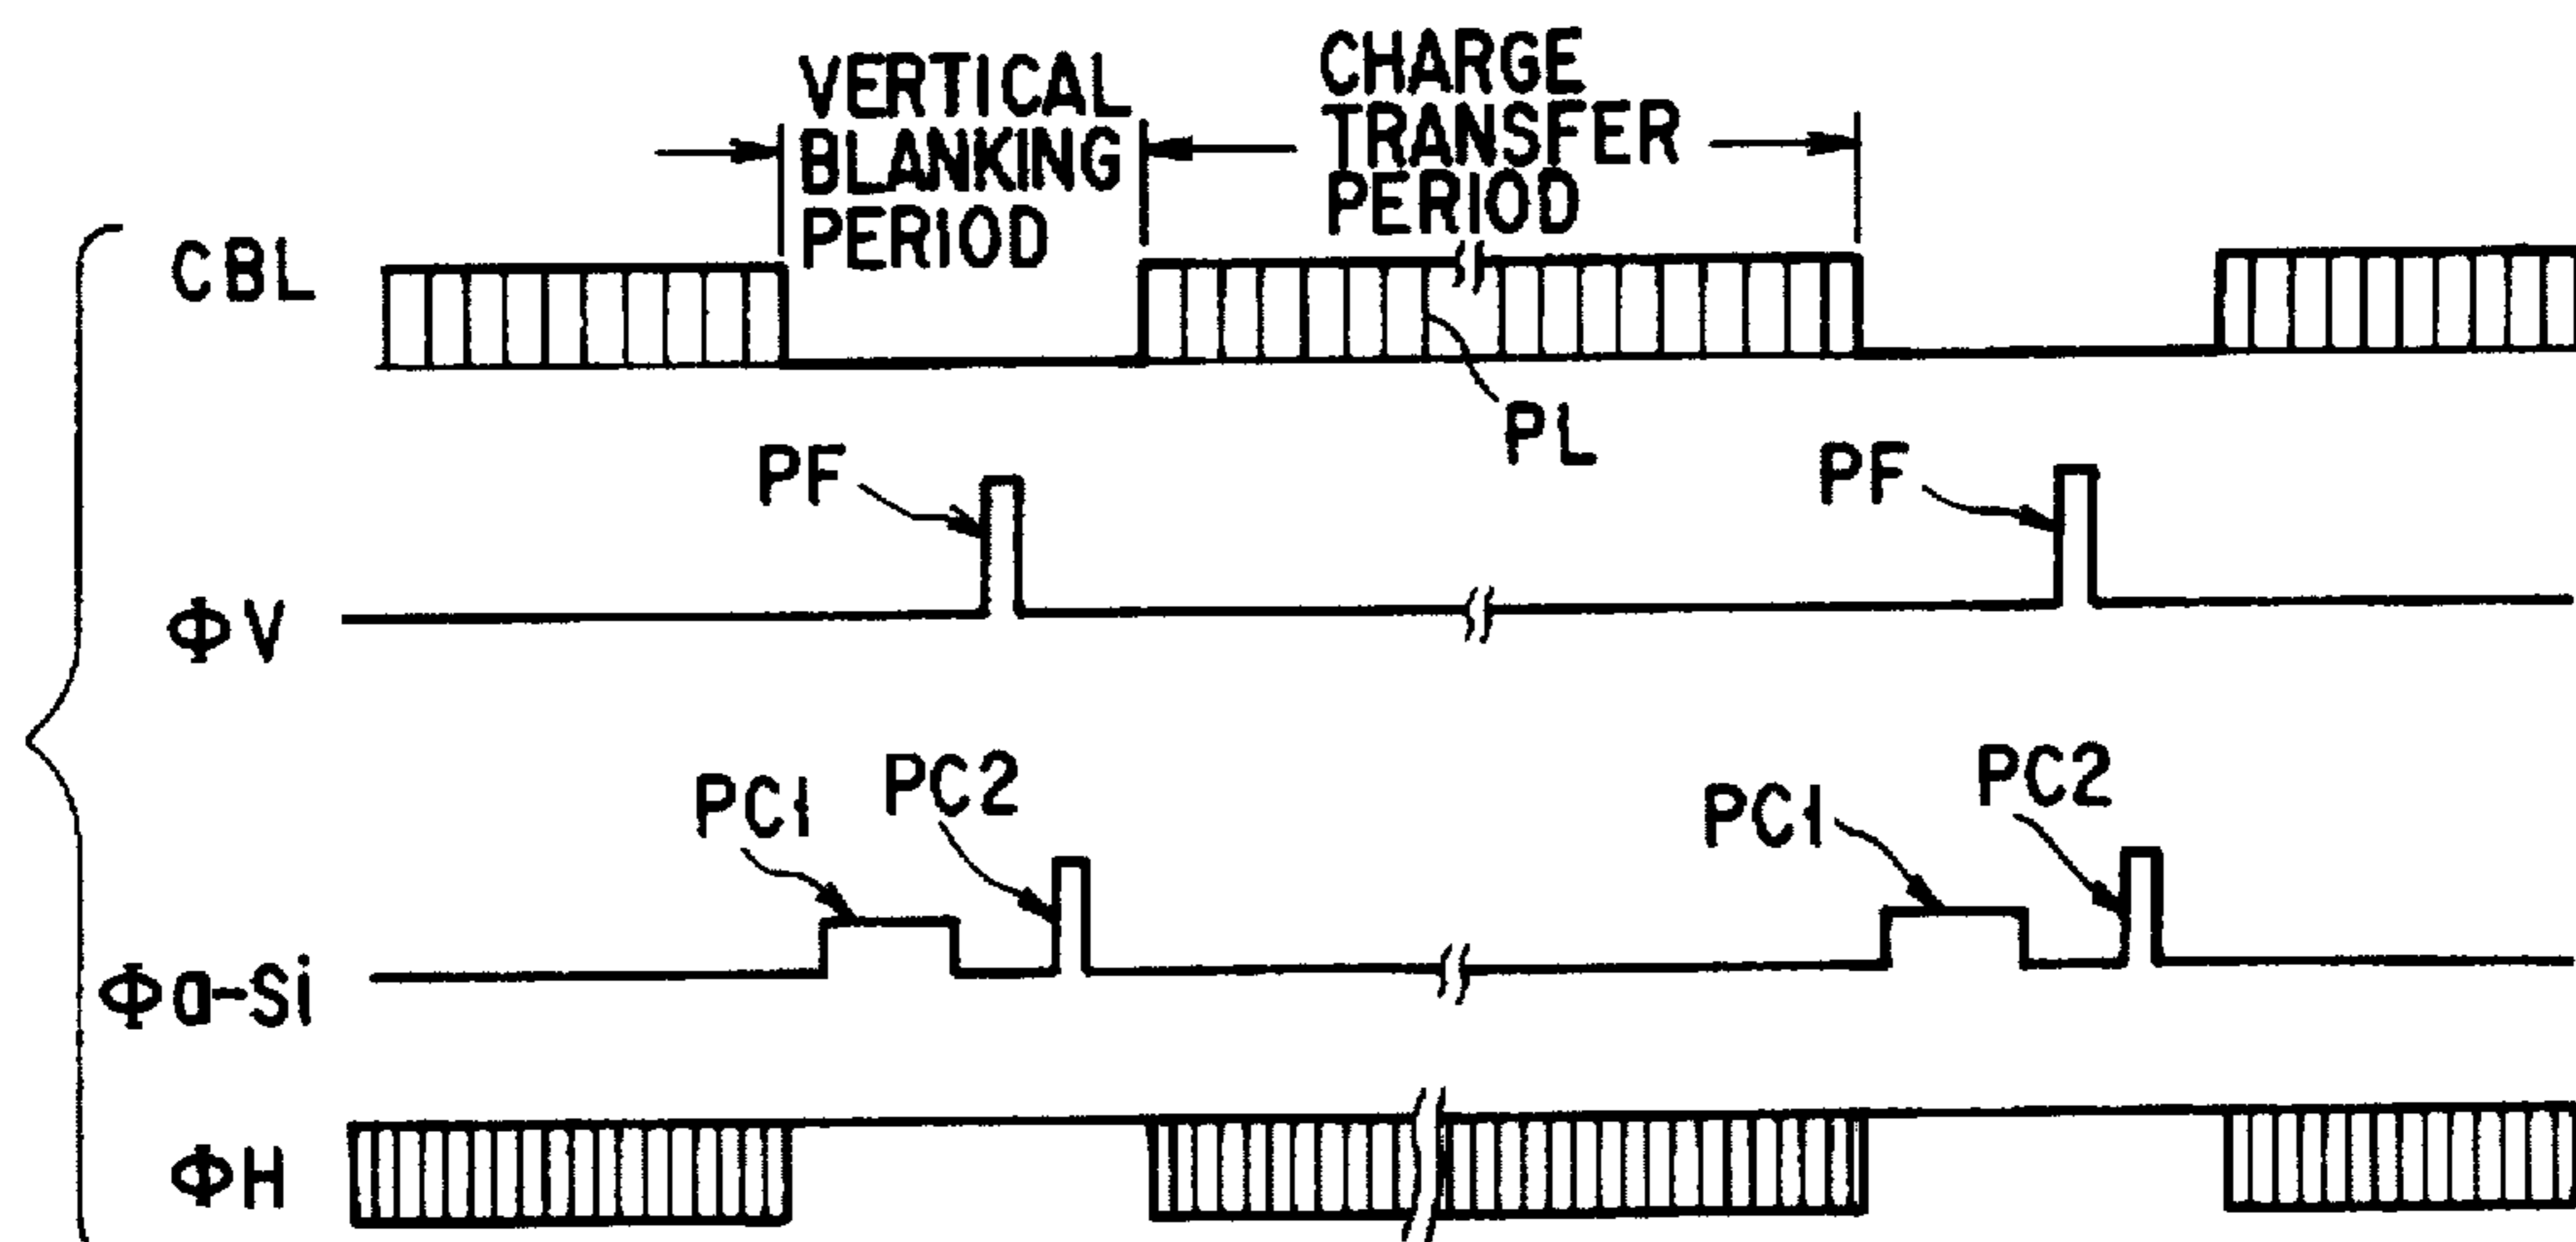 VERTICAL
BLANKING
PERIOD
CHARGE
TRANSFER
PERIOD
CBL
PL
PF
PF
ΦV
PC1
PC2
PC1
PC2
Φa-Si
ΦH